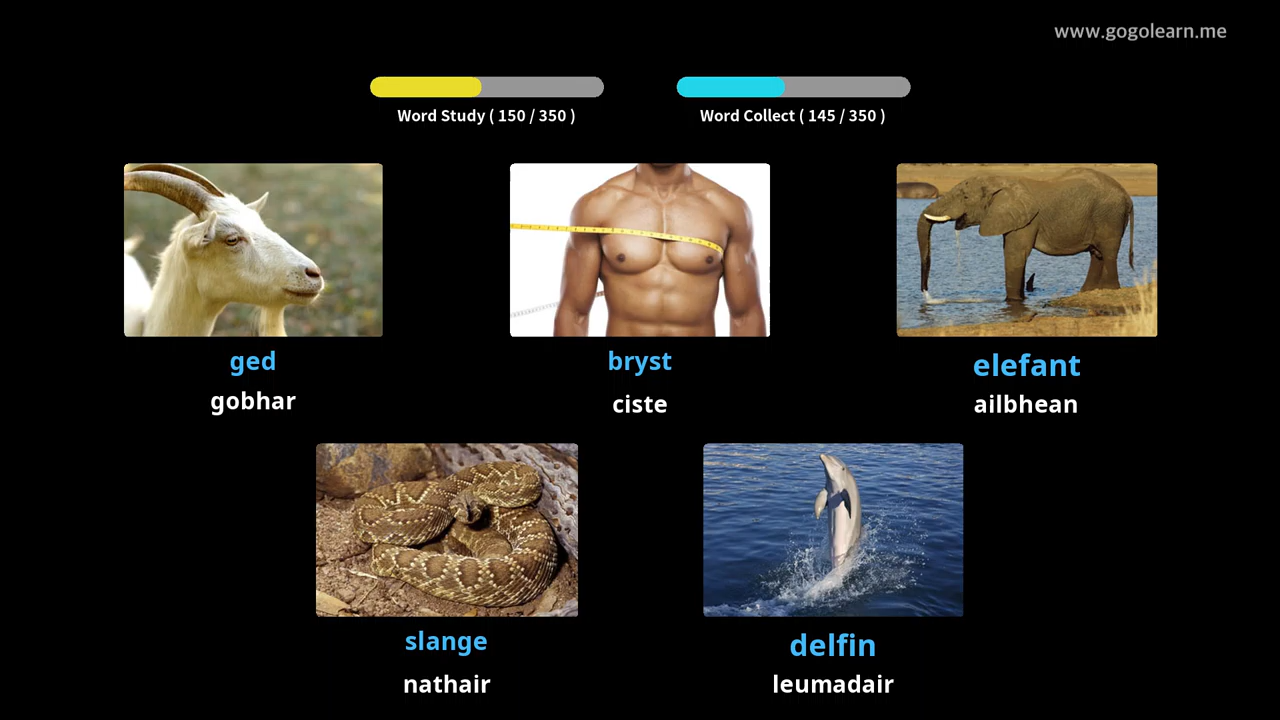 www.gogolearn.me
Word Study ( 150 / 350 )
Word Collect ( 145 / 350 )
ged
gobhar
bryst
ciste
elefant
ailbhean
slange
nathair
delfin
leumadair